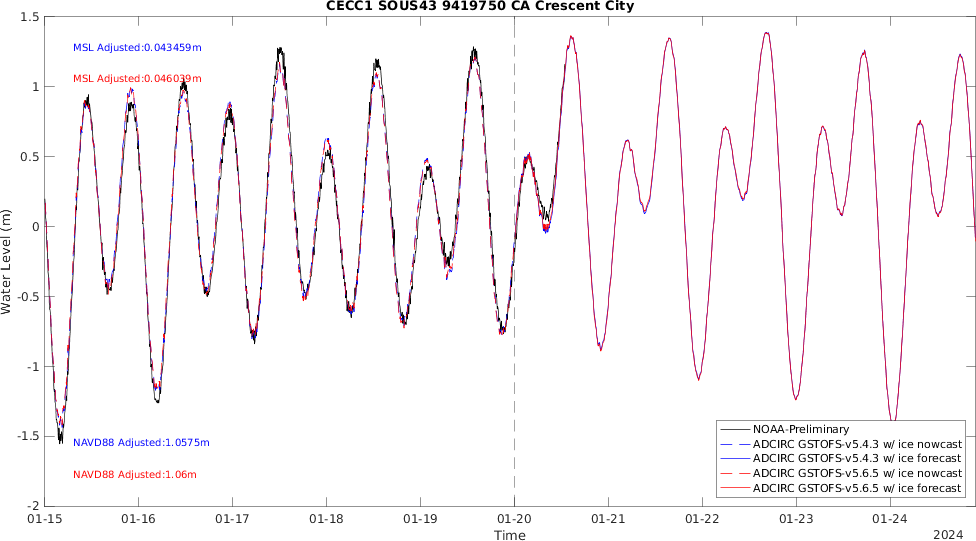 CECC1 SOUS43 9419750 CA Crescent City
MSL Adjusted:0.043459m
MSL Adjusted:0.046039m
NAVD88 Adjusted:1.0575m
NAVD88 Adjusted:1.06m
Water Level (m)
1.5
1
0.5
0
-0.5
-1
-1.5
-2
NOAA-Preliminary
ADCIRC GSTOFS-v5.4.3 w/ ice nowcast
ADCIRC GSTOFS-v5.4.3 w/ ice forecast
ADCIRC GSTOFS-v5.6.5 w/ ice nowcast
ADCIRC GSTOFS-v5.6.5 w/ ice forecast
01-15 01-16 01-17 01-18 01-19 01-20 01-21 01-22 01-23 01-24
Time
2024